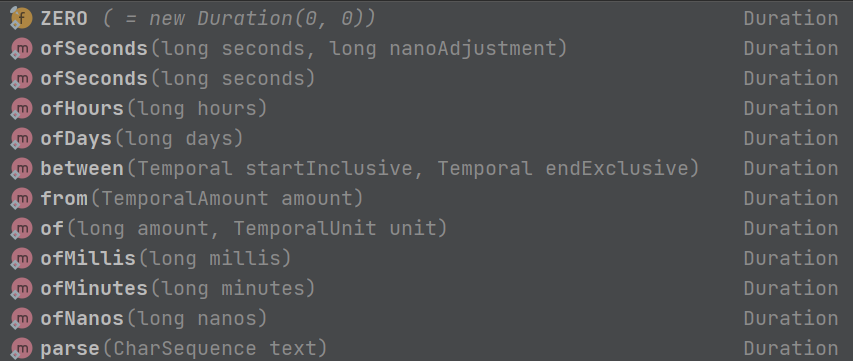 f ZERO ( = new Duration(0, 0)) Duration
m ofSeconds(long seconds, long nanoAdjustment) Duration
m ofSeconds(long seconds) Duration
m ofHours(long hours) Duration
m ofDays(long days) Duration
m between(Temporal startInclusive, Temporal endExclusive) Duration
m from(TemporalAmount amount) Duration
m of(long amount, TemporalUnit unit) Duration
m ofMillis(long millis) Duration
m ofMinutes(long minutes) Duration
m ofNanos(long nanos) Duration
m parse(CharSequence text) Duration